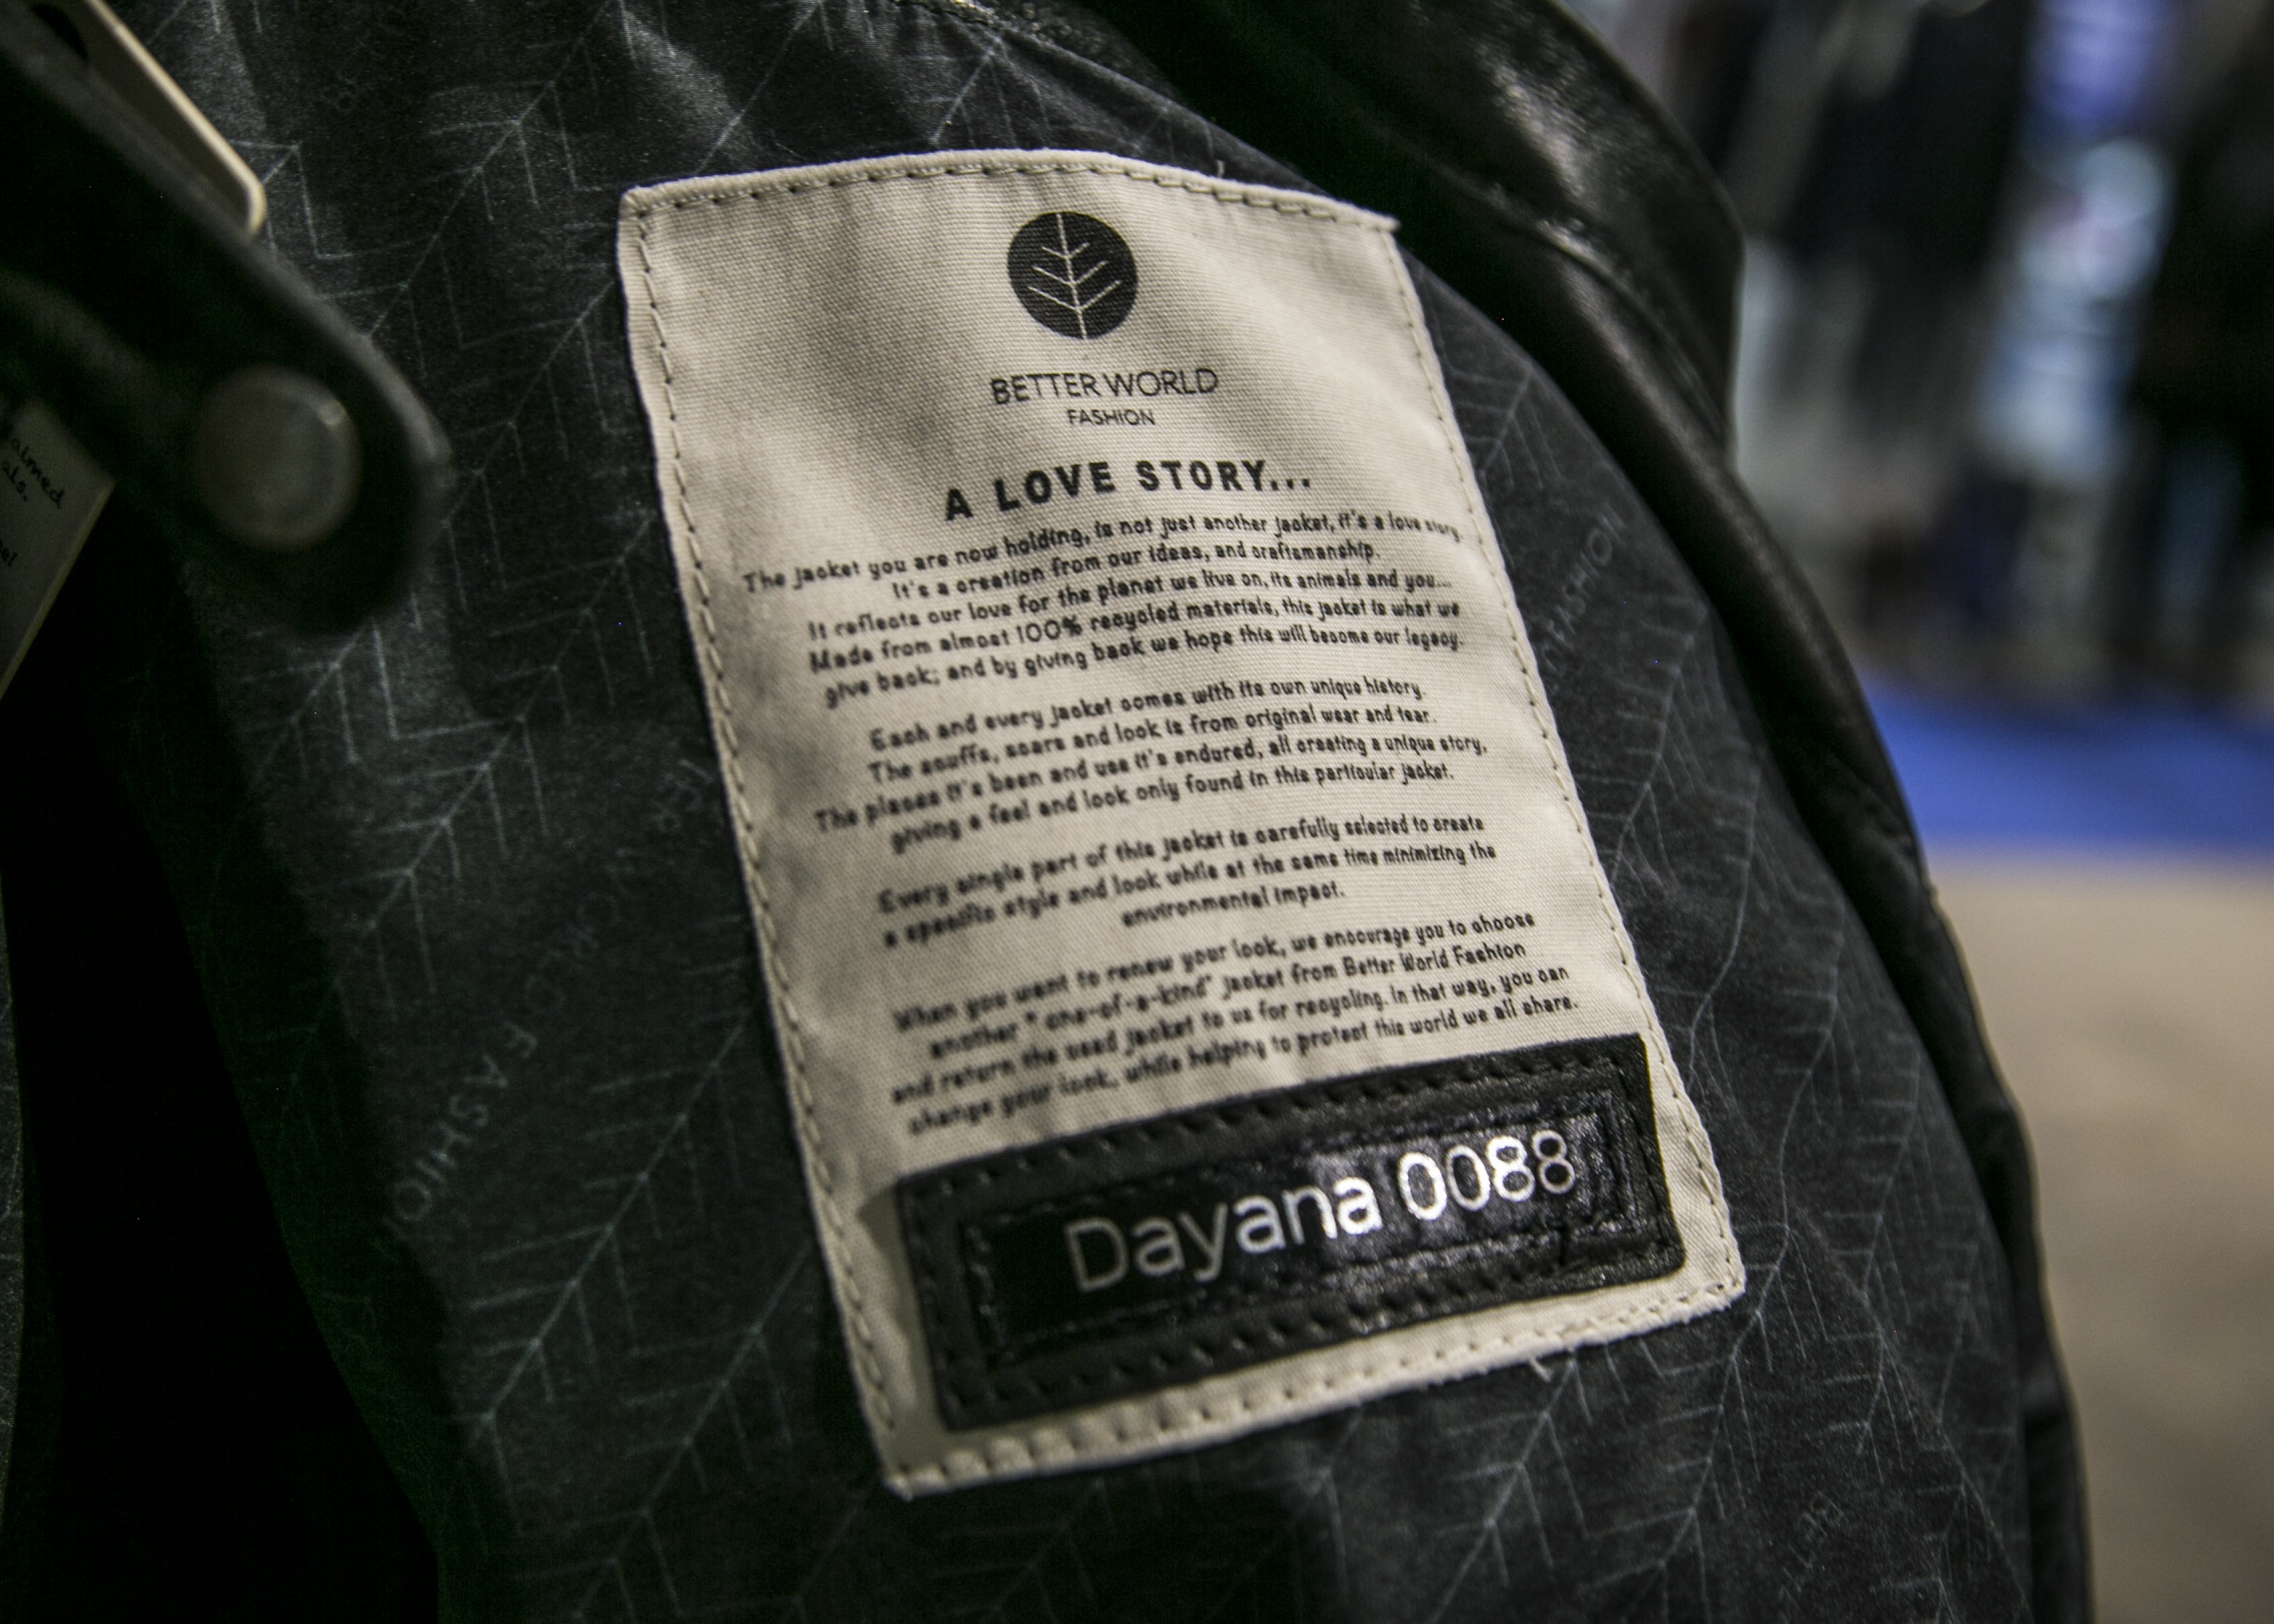 BETTER WORLD
FASHION
A LOVE STORY...
The jacket you are now holding, is not just another jacket, it's a love story.
It's a creation from our ideas, and craftsmanship.
It reflects our love for the planet we live on, its animals and you....
Made from almost 100% recycled materials, this jacket is what we
give back; and by giving back we hope this will become our legacy.
Each and every jacket comes with its own unique history.
The scuffs, scars and look is from original wear and tear.
The places it's been and use it's endured, all creating a unique story,
giving a feel and look only found in this particular jacket.
Every single part of this jacket is carefully selected to create
a specific style and look while at the same time minimizing the
environmental impact.
When you want to renew your look, we encourage you to choose
another "one-of-a-kind" jacket from Better World Fashion
and return the used jacket to us for recycling. In that way, you can
change your look, while helping to protect this world we all share.
Dayana 0088
FASHION